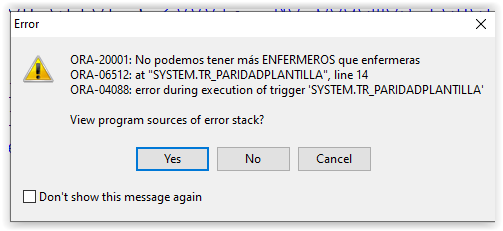 Error
ORA-20001: No podemos tener más ENFERMEROS que enfermeras
ORA-06512: at "SYSTEM.TR_PARIDADPLANTILLA", line 14
ORA-04088: error during execution of trigger 'SYSTEM.TR_PARIDADPLANTILLA'
View program sources of error stack?
Yes No Cancel
Don't show this message again